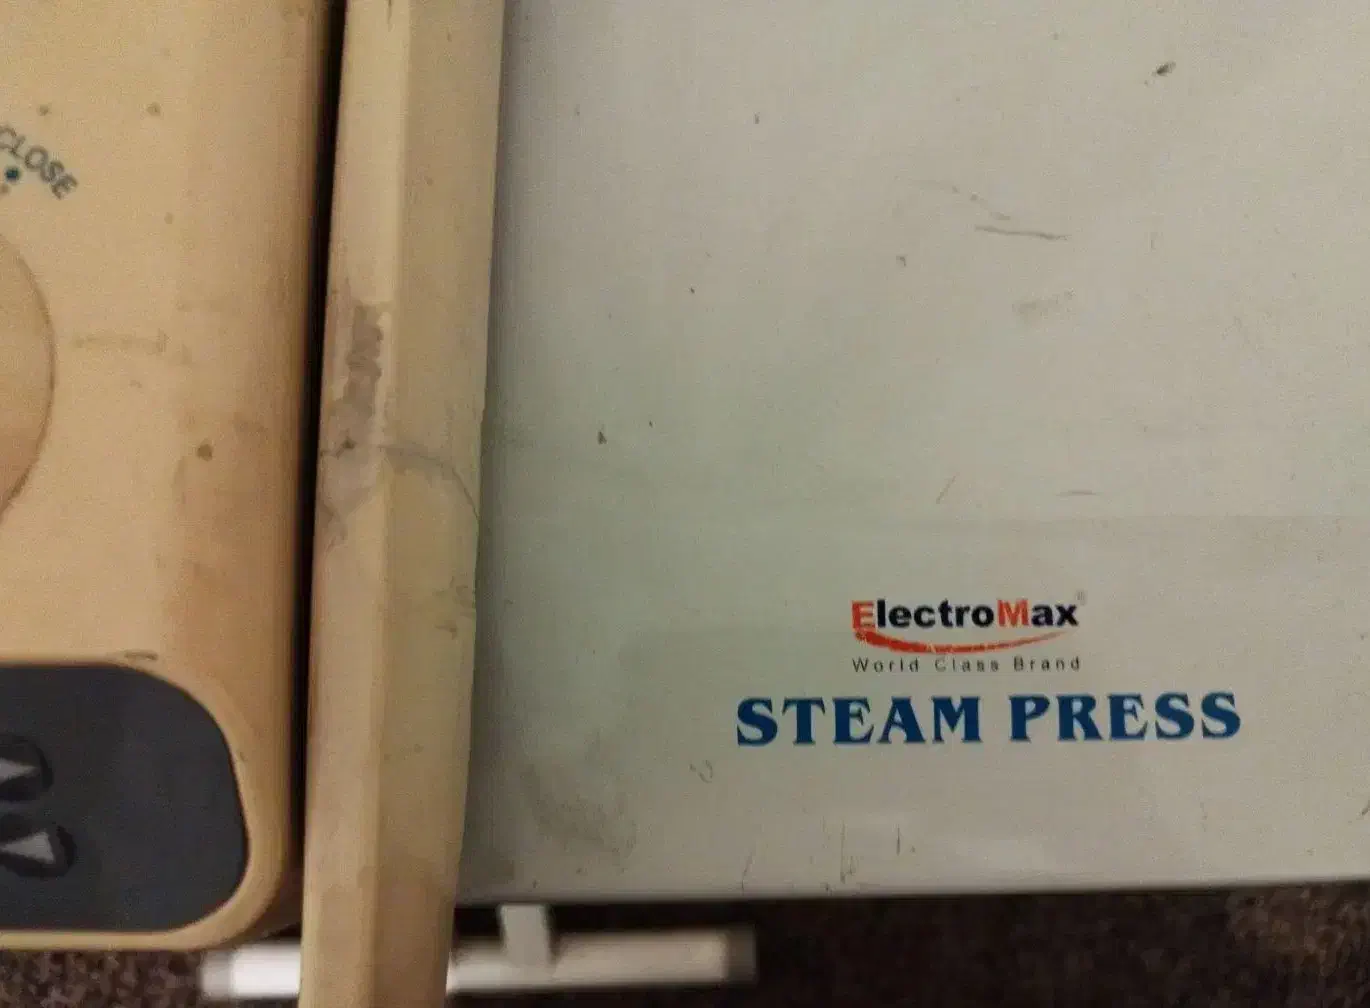 CLOSE
ElectroMax®
World Class Brand
STEAM PRESS